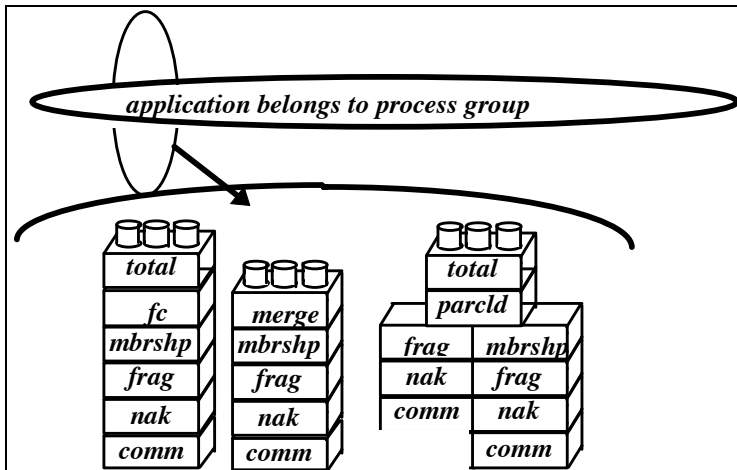 application belongs to process group
total
fc
mbrshp
frag
nak
comm
merge
mbrshp
frag
nak
comm
total
parcld
frag
nak
comm
mbrshp
frag
nak
comm